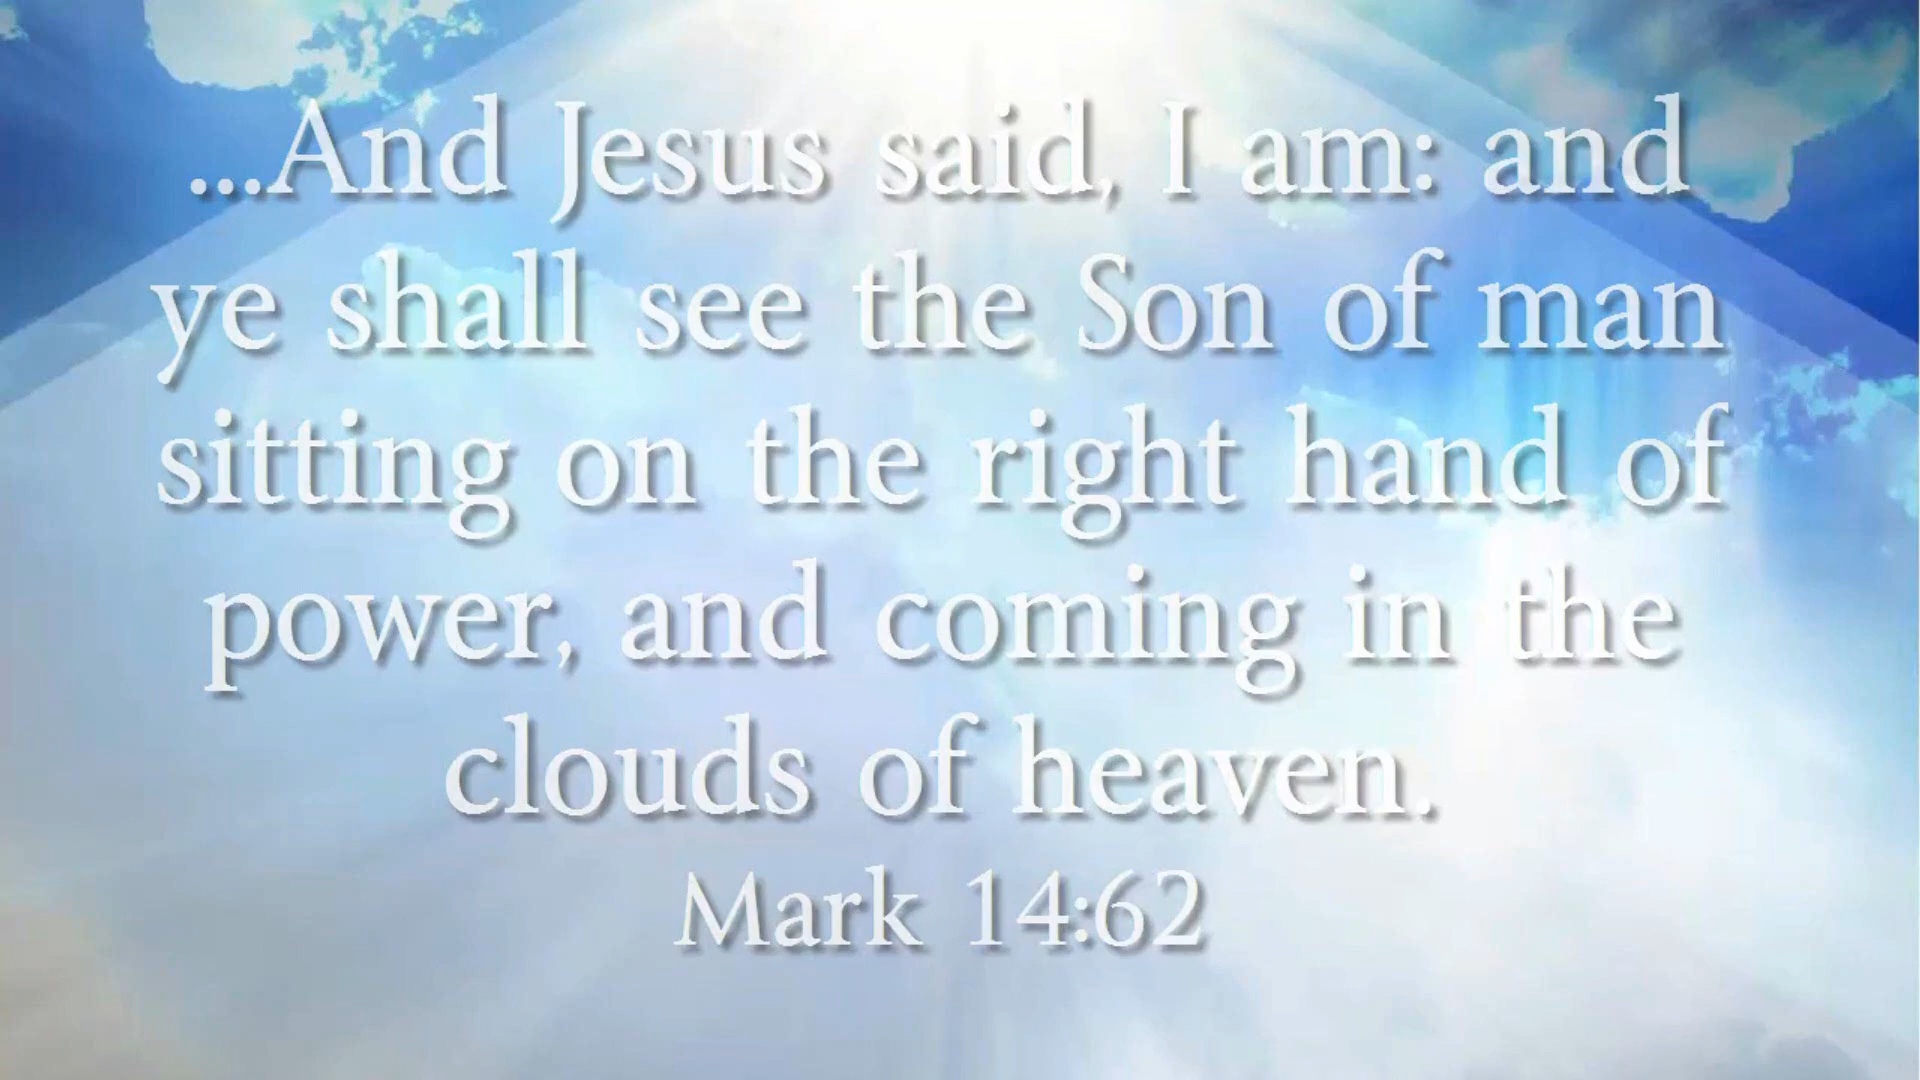 ...And Jesus said, I am: and
ye shall see the Son of man
sitting on the right hand of
power, and coming in the
clouds of heaven.
Mark 14:62